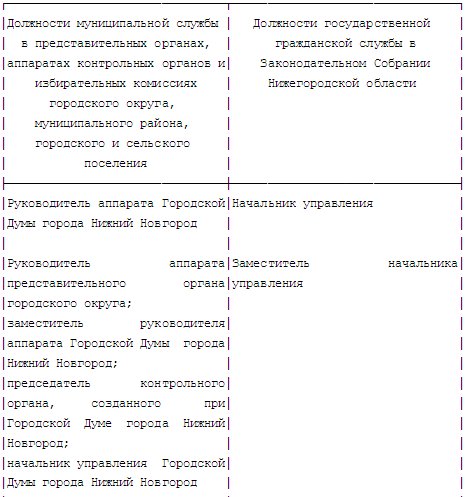 Должности муниципальной службы
в представительных органах,
аппаратах контрольных органов и
избирательных комиссиях
городского округа,
муниципального района,
городского и сельского
поселения
Должности государственной
гражданской службы в
Законодательном Собрании
Нижегородской области
Руководитель аппарата Городской
Думы города Нижний Новгород
Начальник управления
Руководитель аппарата
представительного органа
городского округа;
заместитель руководителя
аппарата Городской Думы города
Нижний Новгород;
председатель контрольного
органа, созданного при
Городской Думе города Нижний
Новгород;
начальник управления Городской
Думы города Нижний Новгород
Заместитель начальника
управления